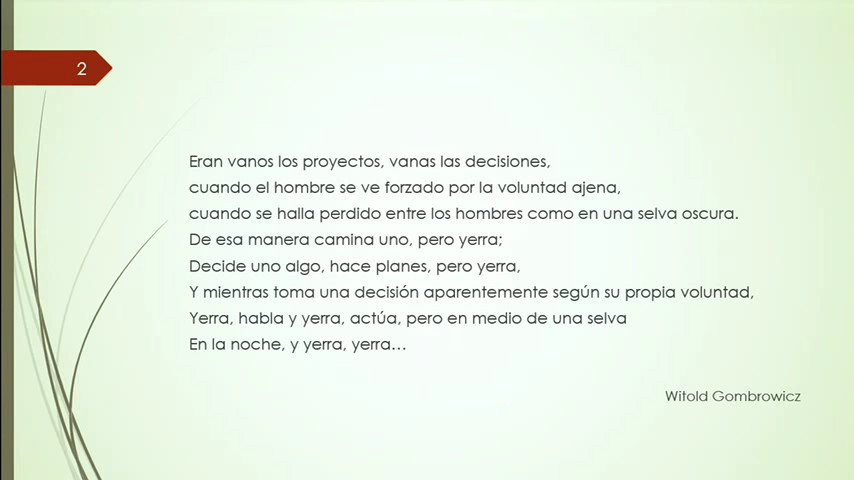 2
Eran vanos los proyectos, vanas las decisiones,
cuando el hombre se ve forzado por la voluntad ajena,
cuando se halla perdido entre los hombres como en una selva oscura.
De esa manera camina uno, pero yerra;
Decide uno algo, hace planes, pero yerra,
Y mientras toma una decisión aparentemente según su propia voluntad,
Yerra, habla y yerra, actúa, pero en medio de una selva
En la noche, y yerra, yerra…
Witold Gombrowicz